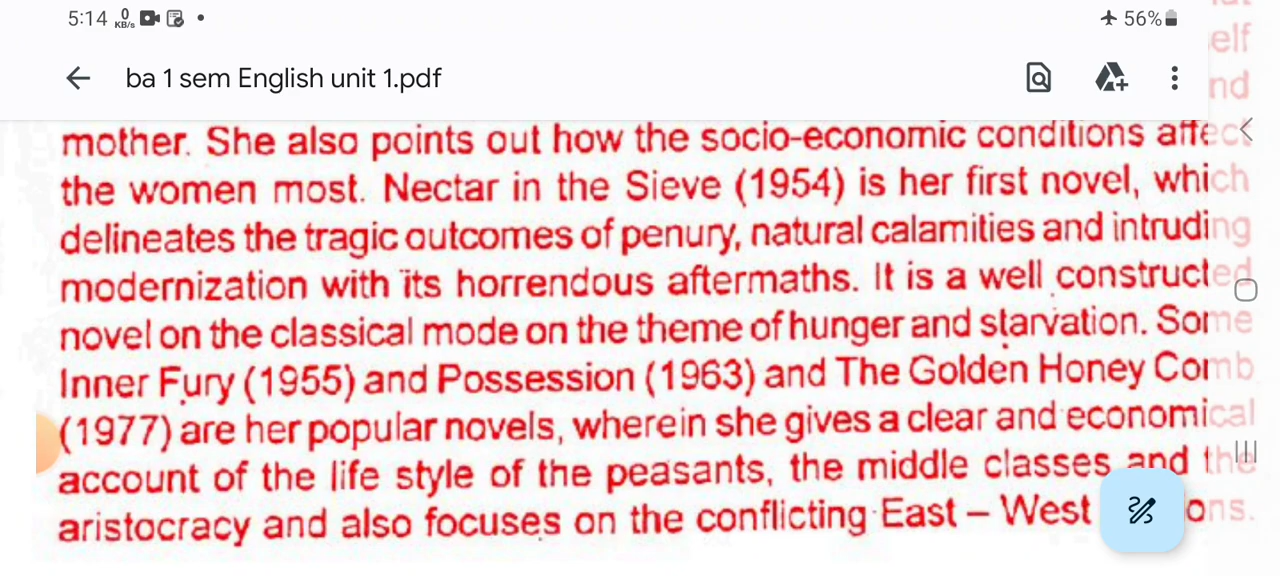 5:14 0 KB/s 56%
elf
ba 1 sem English unit 1.pdf
nd
mother. She also points out how the socio-economic conditions affect
the women most. Nectar in the Sieve (1954) is her first novel, which
delineates the tragic outcomes of penury, natural calamities and intruding
modernization with its horrendous aftermaths. It is a well constructed
novel on the classical mode on the theme of hunger and starvation. Some
Inner Fury (1955) and Possession (1963) and The Golden Honey Comb
(1977) are her popular novels, wherein she gives a clear and economical
account of the life style of the peasants, the middle classes and the
aristocracy and also focuses on the conflicting East – West ons.